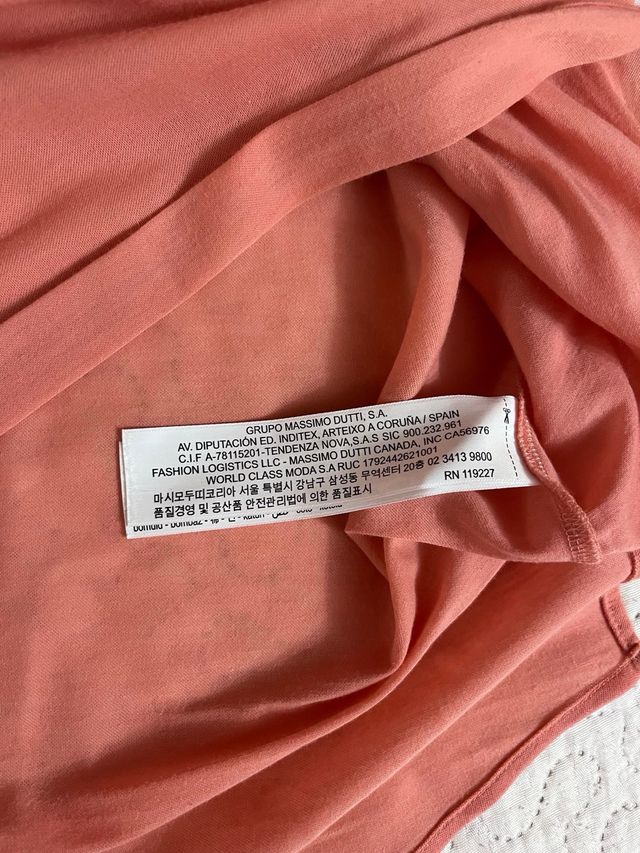 GRUPO MASSIMO DUTTI, S.A.
AV. DIPUTACIÓN ED. INDITEX, ARTEIXO A CORUÑA / SPAIN
C.I.F A-78115201-TENDENZA NOVA,S.A.S SIC 900.232.961
FASHION LOGISTICS LLC - MASSIMO DUTTI CANADA, INC CA56976
WORLD CLASS MODA S.A RUC 1792442621001
마시모두띠코리아 서울 특별시 강남구 삼성동 무역센터 20층 02 3413 9800
품질경영 및 공산품 안전관리법에 의한 품질표시 RN 119227